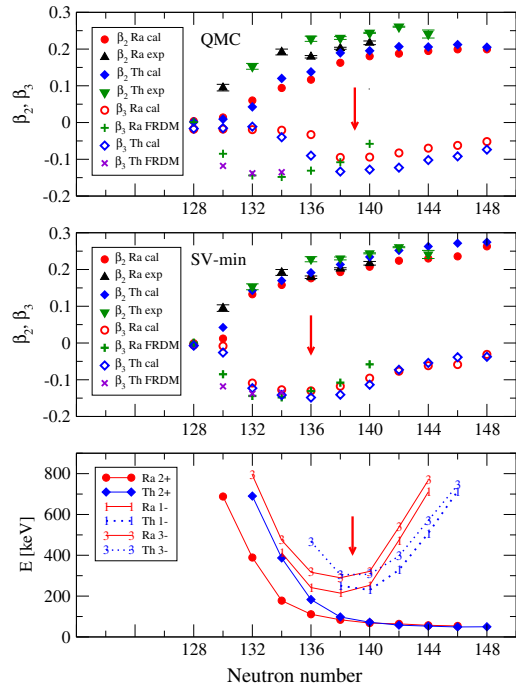 QMC
β₂ Ra cal
β₂ Ra exp
β₂ Th cal
β₂ Th exp
β₃ Ra cal
β₃ Ra FRDM
β₃ Th cal
β₃ Th FRDM
β₂, β₃
0.3
0.2
0.1
0
-0.1
-0.2
128 132 136 140 144 148
SV-min
β₂ Ra cal
β₂ Ra exp
β₂ Th cal
β₂ Th exp
β₃ Ra cal
β₃ Ra FRDM
β₃ Th cal
β₃ Th FRDM
β₂, β₃
0.3
0.2
0.1
0
-0.1
-0.2
128 132 136 140 144 148
Ra 2+
Th 2+
Ra 1-
Th 1-
Ra 3-
Th 3-
E [keV]
800
600
400
200
0
128 132 136 140 144 148
Neutron number